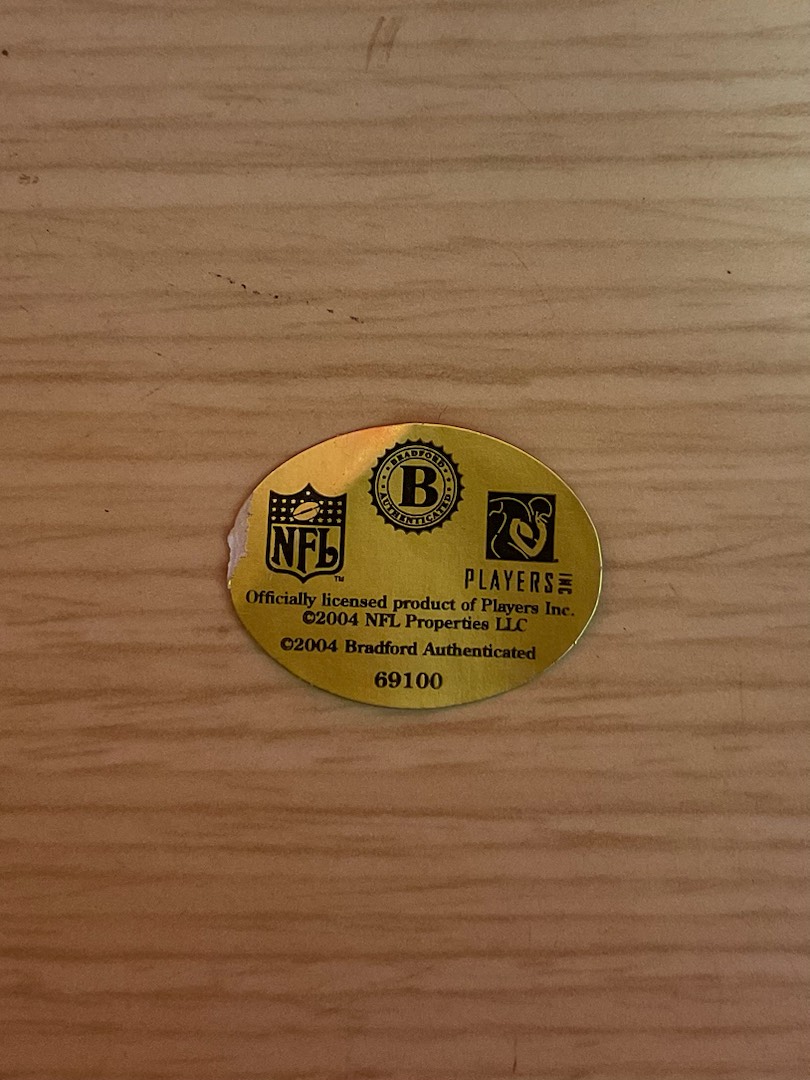 BRADFORD
B
AUTHENTICATED
NFL
TM
PLAYERS INC
Officially licensed product of Players Inc.
©2004 NFL Properties LLC
©2004 Bradford Authenticated
69100